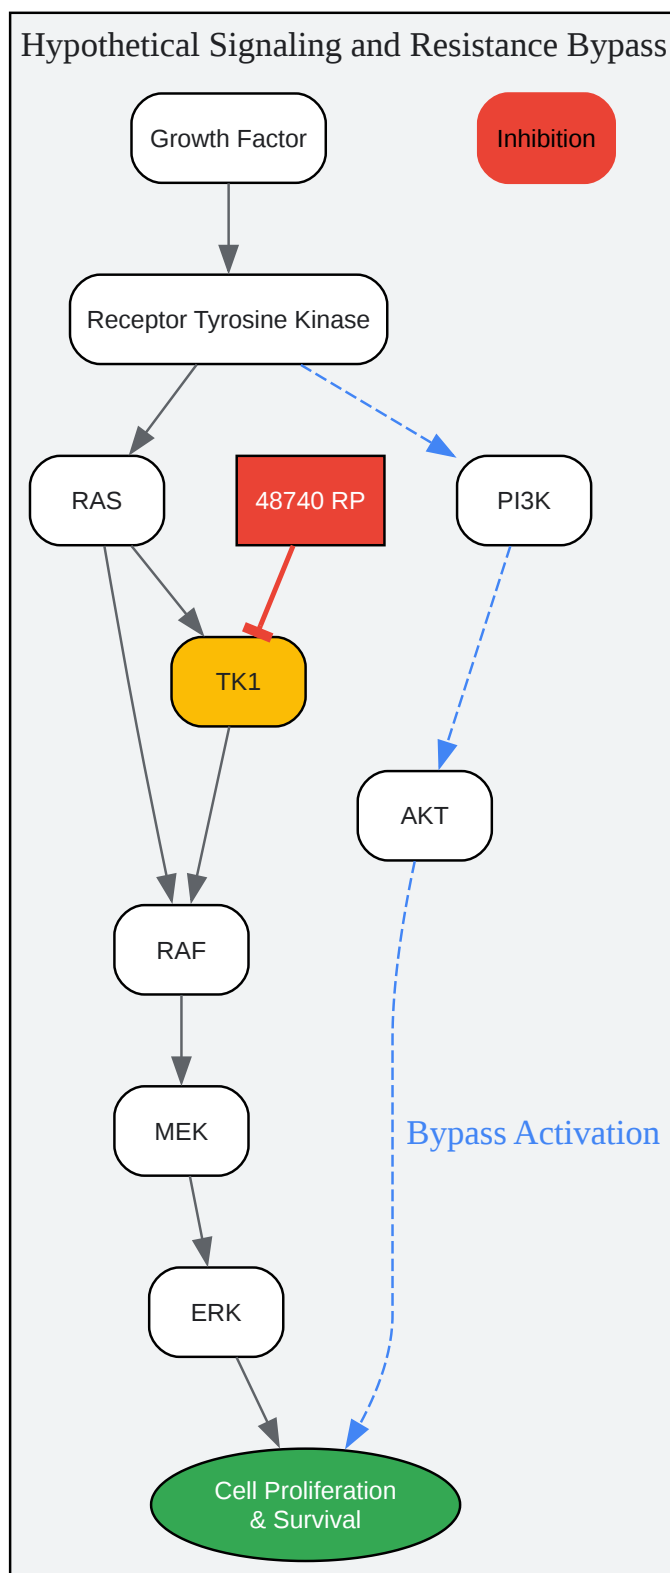 Hypothetical Signaling and Resistance Bypass
Growth Factor
Inhibition
Receptor Tyrosine Kinase
RAS
48740 RP
PI3K
TK1
AKT
RAF
MEK
Bypass Activation
ERK
Cell Proliferation
& Survival